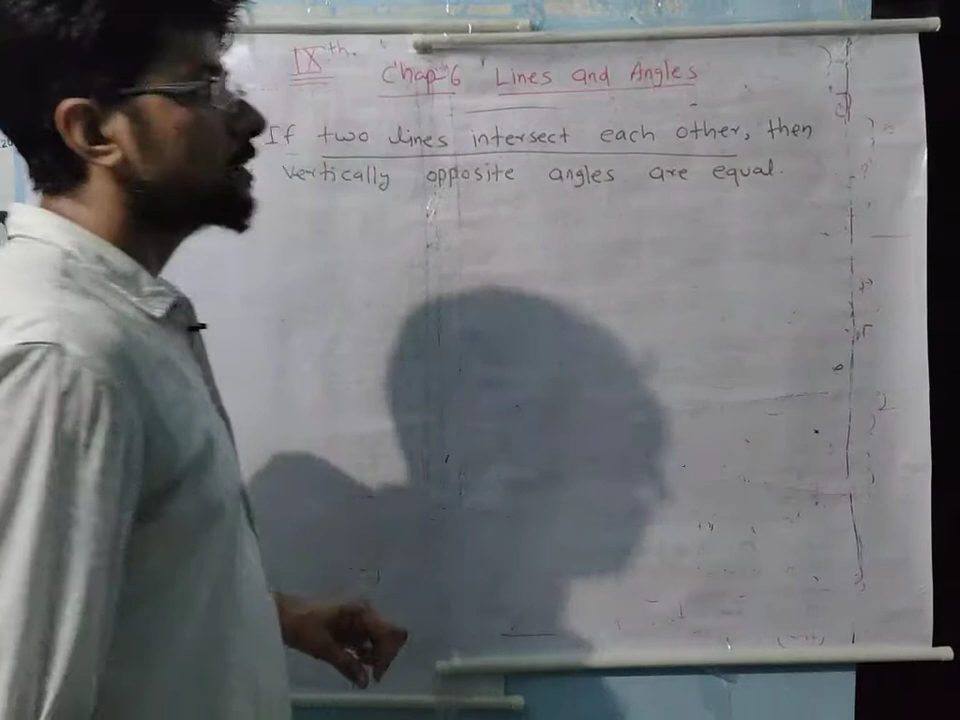 IXth. Chap-6 Lines and Angles
If two lines intersect each other, then
vertically opposite angles are equal.